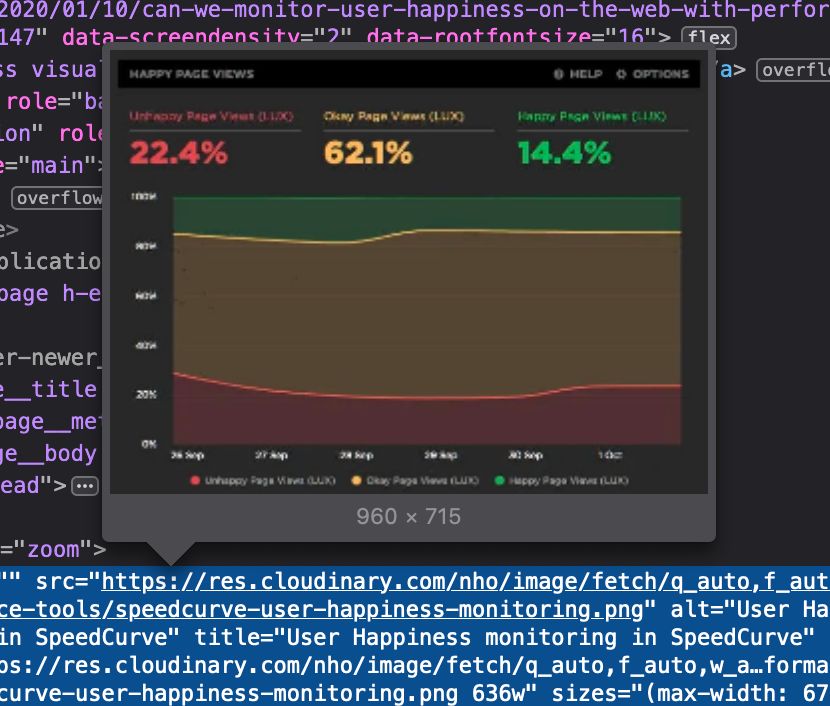 2020/01/10/can-we-monitor-user-happiness-on-the-web-with-perfor
147" data-screendensity="2" data-rootfontsize="16"> flex
ss visua
/a> overflo
role="ba
ion" role
e="main">
overflow
e>
plicatio
page h-e
er-newer_
e__title
page__met
ge__body
ead">
="zoom">
HAPPY PAGE VIEWS
HELP
OPTIONS
Unhappy Page Views (LUX)
Okay Page Views (LUX)
Happy Page Views (LUX)
22.4%
62.1%
14.4%
100%
80%
60%
40%
20%
0%
26 Sep 27 Sep 28 Sep 29 Sep 30 Sep 1 Oct
Unhappy Page Views (LUX) Okay Page Views (LUX) Happy Page Views (LUX)
960 × 715
"" src="https://res.cloudinary.com/nho/image/fetch/q_auto,f_aut
ce-tools/speedcurve-user-happiness-monitoring.png" alt="User Ha
in SpeedCurve" title="User Happiness monitoring in SpeedCurve"
ps://res.cloudinary.com/nho/image/fetch/q_auto,f_auto,w_a…forma
curve-user-happiness-monitoring.png 636w" sizes="(max-width: 67